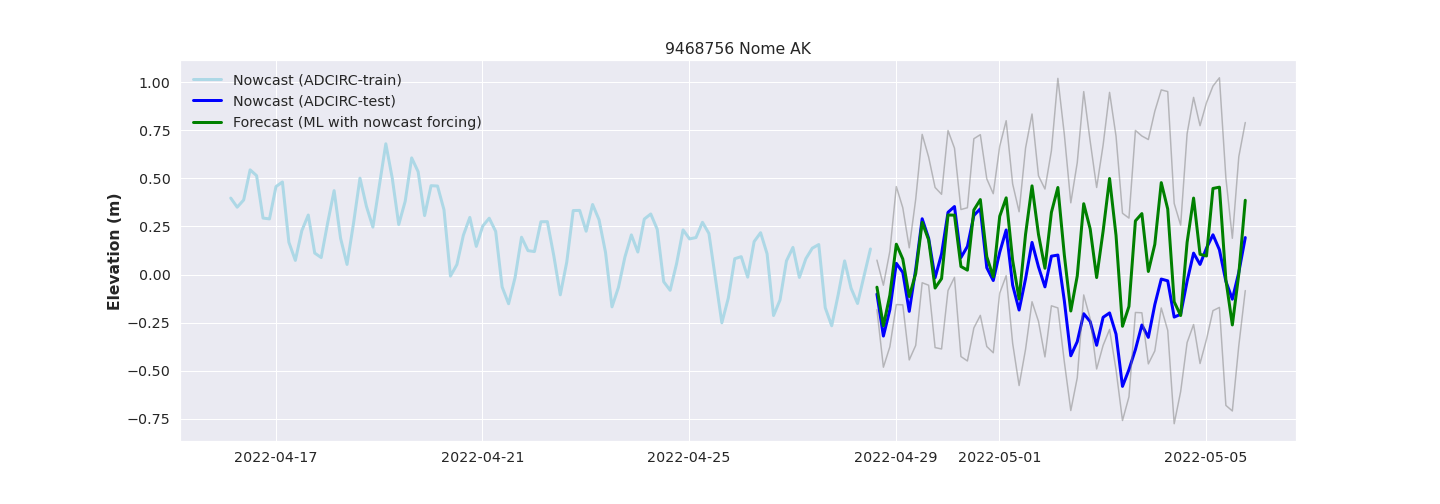 9468756 Nome AK
Nowcast (ADCIRC-train)
Nowcast (ADCIRC-test)
Forecast (ML with nowcast forcing)
Elevation (m)
1.00
0.75
0.50
0.25
0.00
−0.25
−0.50
−0.75
2022-04-17 2022-04-21 2022-04-25 2022-04-29 2022-05-01 2022-05-05